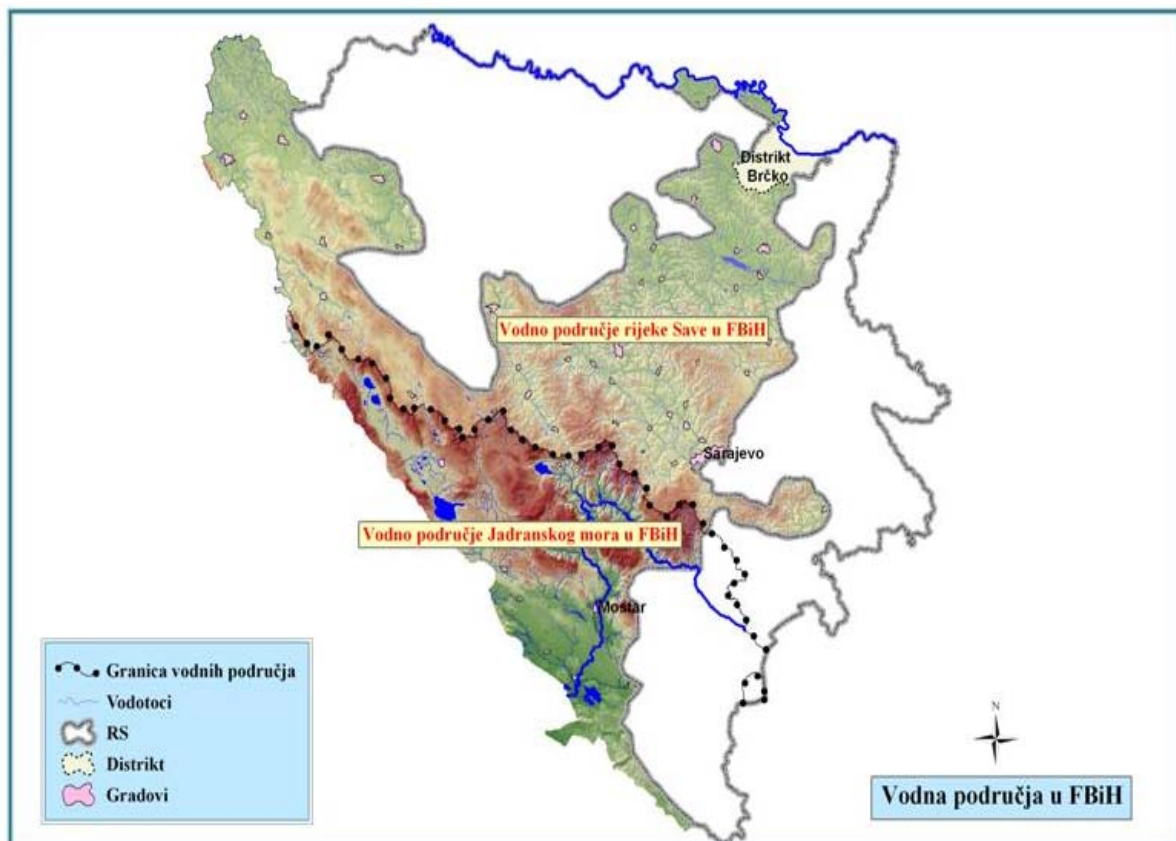 Distrikt
Brčko
Vodno područje rijeke Save u FBiH
Sarajevo
Vodno područje Jadranskog mora u FBiH
Mostar
Granica vodnih područja
Vodotoci
RS
Distrikt
Gradovi
N
Vodna područja u FBiH